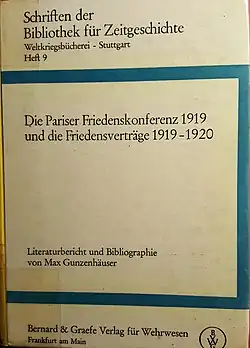 Schriften der
Bibliothek für Zeitgeschichte
Weltkriegsbücherei - Stuttgart
Heft 9
Die Pariser Friedenskonferenz 1919
und die Friedensverträge 1919-1920
Literaturbericht und Bibliographie
von Max Gunzenhäuser
Bernard & Graefe Verlag für Wehrwesen
Frankfurt am Main